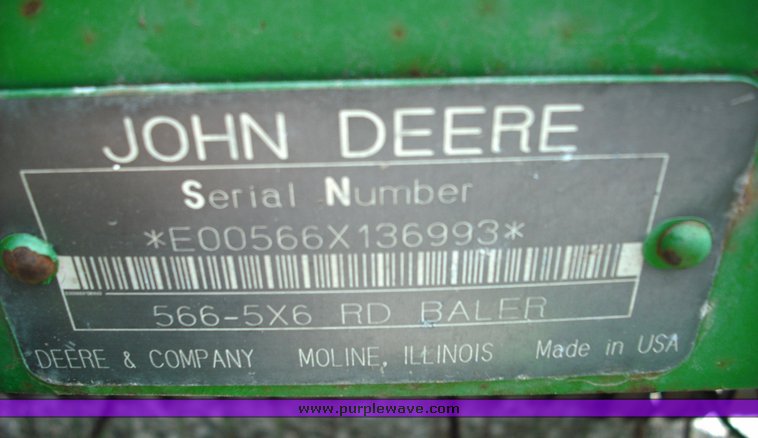 JOHN DEERE
Serial Number
*E00566X136993*
566-5X6 RD BALER
DEERE & COMPANY MOLINE, ILLINOIS Made in USA
www.purplewave.com